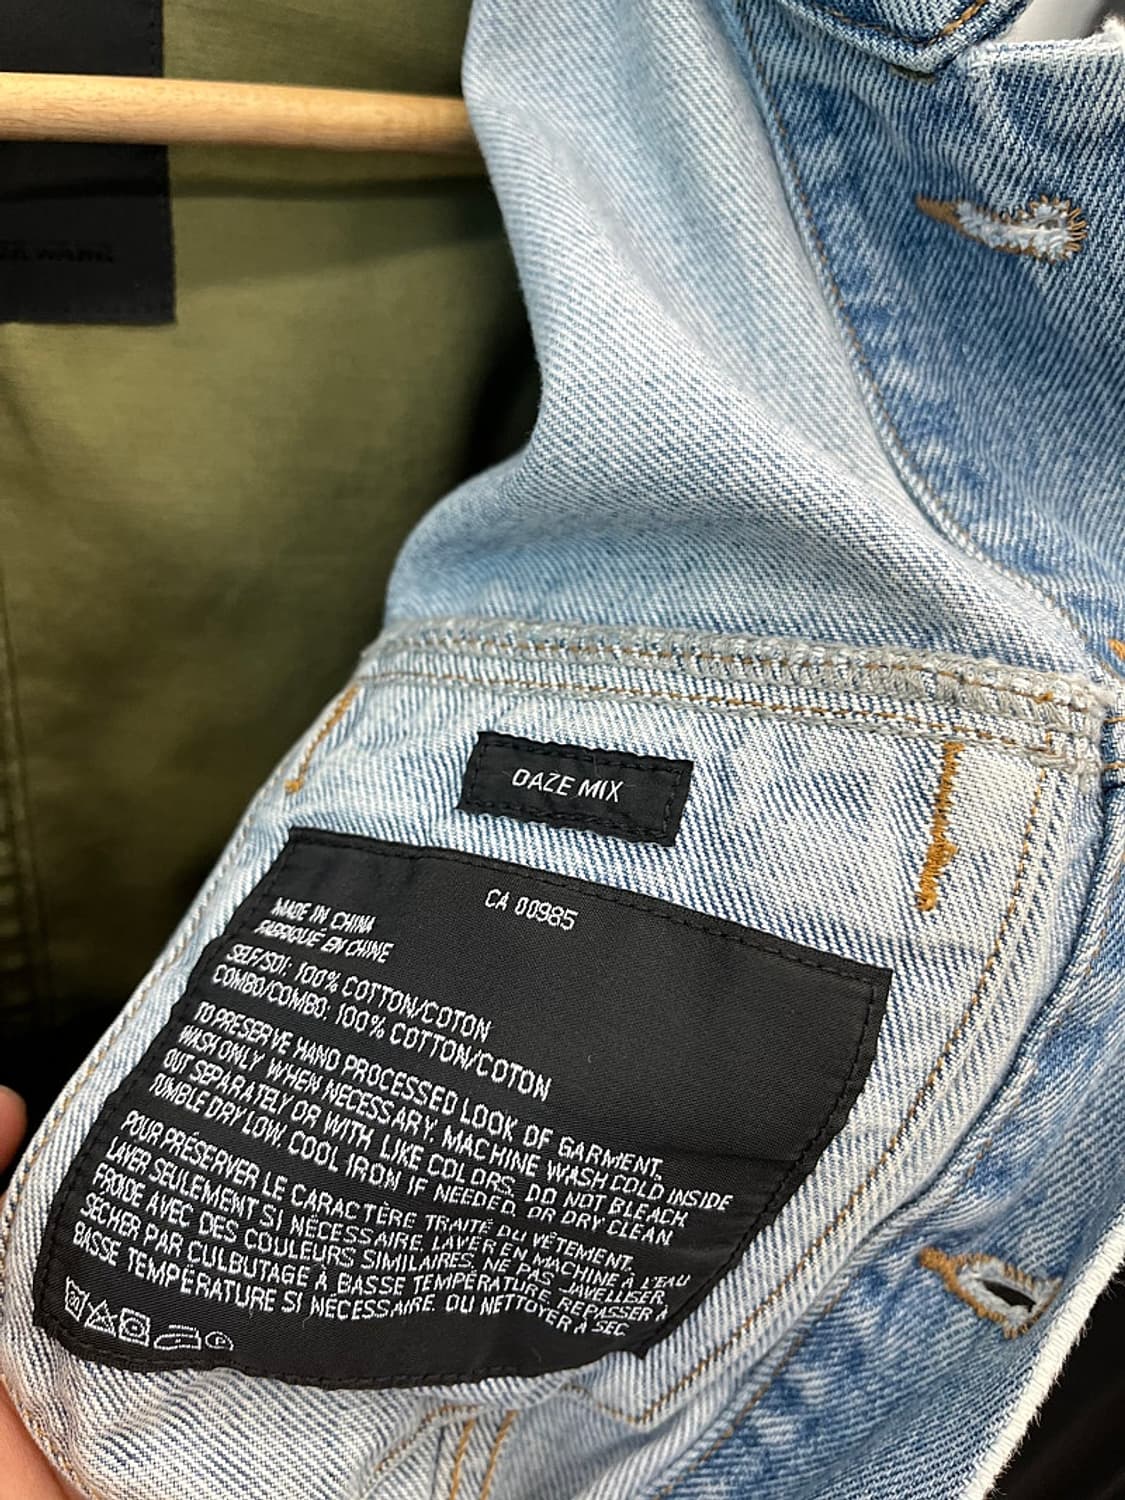 WANG
DAZE MIX
CA 00985
MADE IN CHINA
FABRIQUE EN CHINE
SELF/SOI: 100% COTTON/COTON
COMBO/COMBO: 100% COTTON/COTON
TO PRESERVE HAND PROCESSED LOOK OF GARMENT,
WASH ONLY WHEN NECESSARY. MACHINE WASH COLD INSIDE
OUT SEPARATELY OR WITH LIKE COLORS. DO NOT BLEACH.
TUMBLE DRY LOW. COOL IRON IF NEEDED. OR DRY CLEAN.
POUR PRÉSERVER LE CARACTÈRE TRAITÉ DU VÊTEMENT.
LAVER SEULEMENT SI NÉCESSAIRE. LAVER EN MACHINE À L'EAU
FROIDE AVEC DES COULEURS SIMILAIRES. NE PAS JAVELLISER.
SÉCHER PAR CULBUTAGE À BASSE TEMPÉRATURE. REPASSER À
BASSE TEMPÉRATURE SI NÉCESSAIRE. OU NETTOYER À SEC.
P